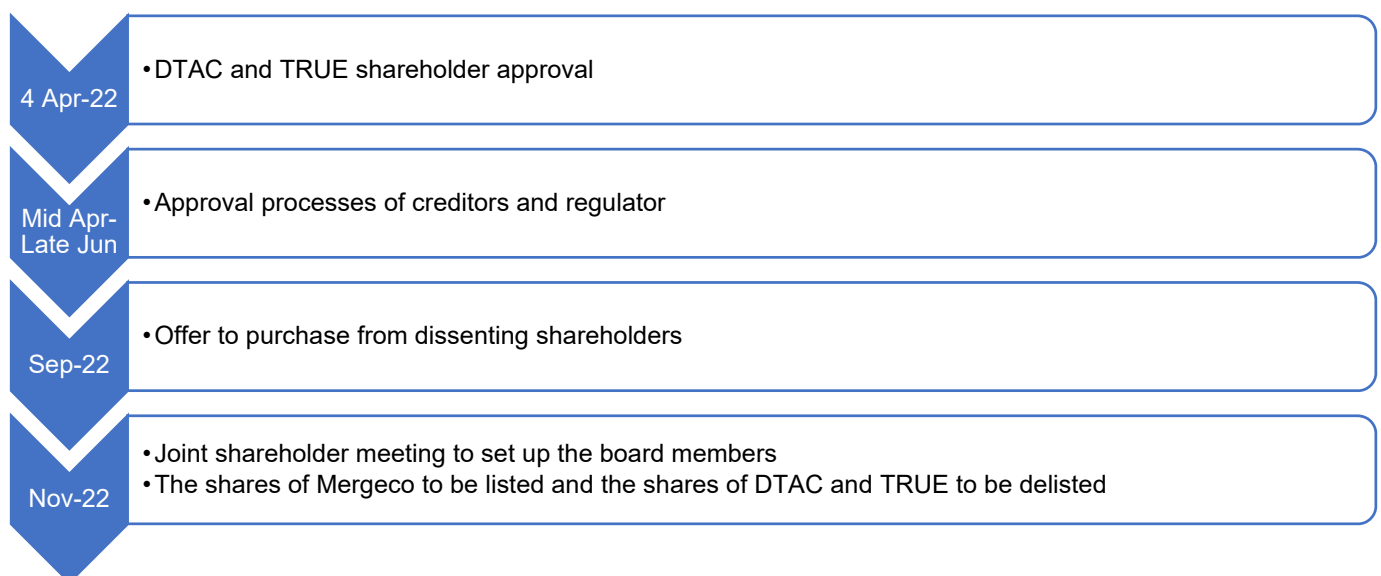 4 Apr-22
•DTAC and TRUE shareholder approval
Mid Apr-
Late Jun
•Approval processes of creditors and regulator
Sep-22
•Offer to purchase from dissenting shareholders
Nov-22
•Joint shareholder meeting to set up the board members
•The shares of Mergeco to be listed and the shares of DTAC and TRUE to be delisted